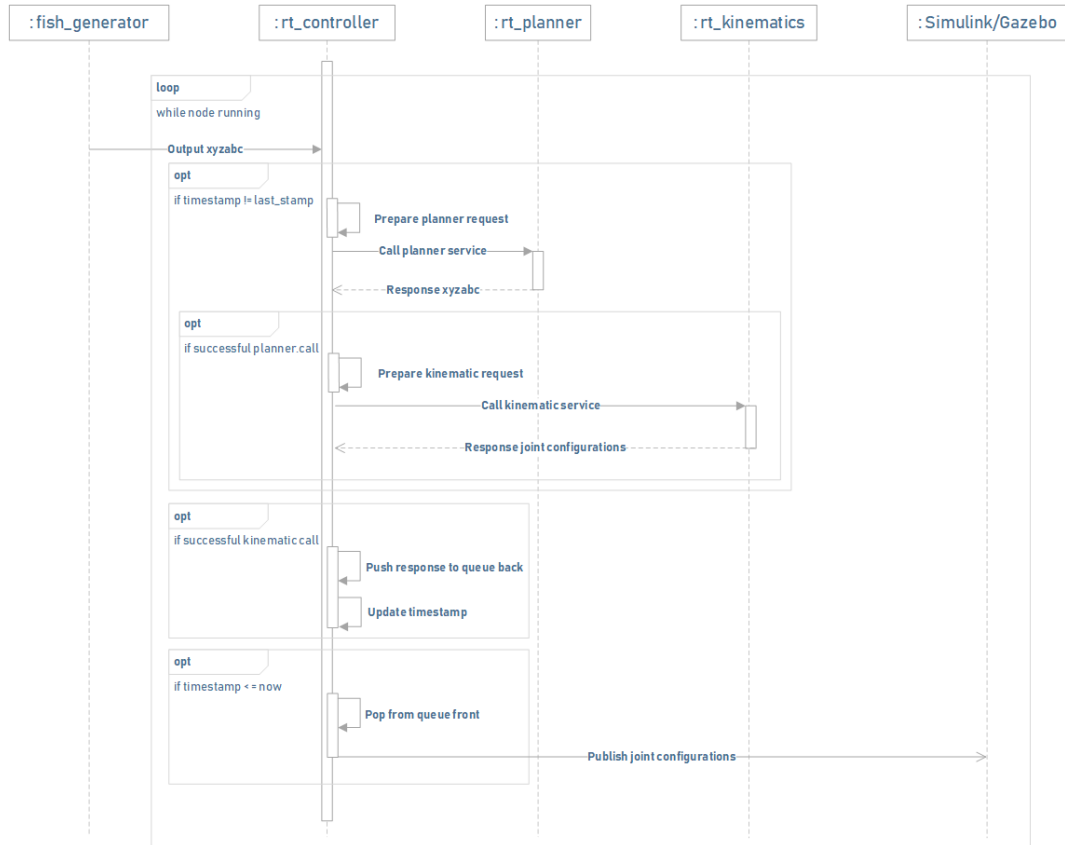 :fish_generator
:rt_controller
:rt_planner
:rt_kinematics
:Simulink/Gazebo
loop
while node running
Output xyzabc
opt
if timestamp != last_stamp
Prepare planner request
Call planner service
Response xyzabc
opt
if successful planner.call
Prepare kinematic request
Call kinematic service
Response joint configurations
opt
if successful kinematic call
Push response to queue back
Update timestamp
opt
if timestamp <= now
Pop from queue front
Publish joint configurations